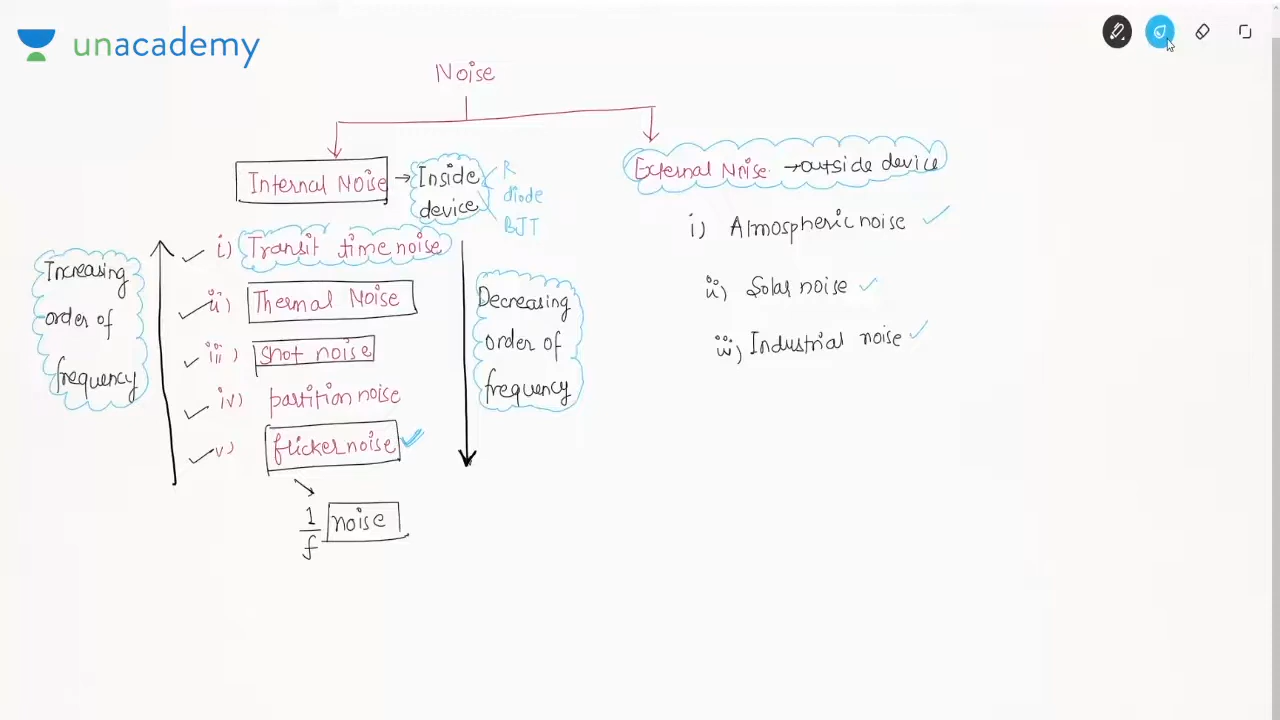 unacademy
Noise
Internal Noise → Inside device
R
diode
BJT
External Noise → outside device
i) Transit time noise
ii) Thermal Noise
iii) shot noise
iv) partition noise
v) flicker noise
1/f noise
Increasing
order of
frequency
Decreasing
order of
frequency
i) Atmospheric noise
ii) Solar noise
iii) Industrial noise